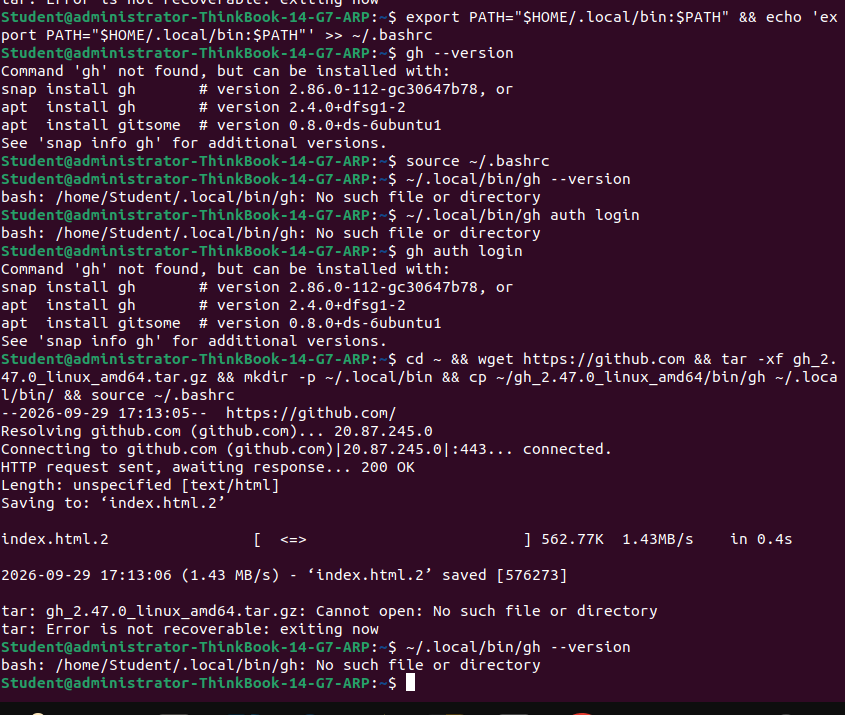 tar: Error is not recoverable: exiting now
Student@administrator-ThinkBook-14-G7-ARP:~$ export PATH="$HOME/.local/bin:$PATH" && echo 'ex
port PATH="$HOME/.local/bin:$PATH"' >> ~/.bashrc
Student@administrator-ThinkBook-14-G7-ARP:~$ gh --version
Command 'gh' not found, but can be installed with:
snap install gh       # version 2.86.0-112-gc30647b78, or
apt  install gh       # version 2.4.0+dfsg1-2
apt  install gitsome  # version 0.8.0+ds-6ubuntu1
See 'snap info gh' for additional versions.
Student@administrator-ThinkBook-14-G7-ARP:~$ source ~/.bashrc
Student@administrator-ThinkBook-14-G7-ARP:~$ ~/.local/bin/gh --version
bash: /home/Student/.local/bin/gh: No such file or directory
Student@administrator-ThinkBook-14-G7-ARP:~$ ~/.local/bin/gh auth login
bash: /home/Student/.local/bin/gh: No such file or directory
Student@administrator-ThinkBook-14-G7-ARP:~$ gh auth login
Command 'gh' not found, but can be installed with:
snap install gh       # version 2.86.0-112-gc30647b78, or
apt  install gh       # version 2.4.0+dfsg1-2
apt  install gitsome  # version 0.8.0+ds-6ubuntu1
See 'snap info gh' for additional versions.
Student@administrator-ThinkBook-14-G7-ARP:~$ cd ~ && wget https://github.com && tar -xf gh_2.
47.0_linux_amd64.tar.gz && mkdir -p ~/.local/bin && cp ~/gh_2.47.0_linux_amd64/bin/gh ~/.loca
l/bin/ && source ~/.bashrc
--2026-09-29 17:13:05--  https://github.com/
Resolving github.com (github.com)... 20.87.245.0
Connecting to github.com (github.com)|20.87.245.0|:443... connected.
HTTP request sent, awaiting response... 200 OK
Length: unspecified [text/html]
Saving to: ‘index.html.2’
index.html.2                [  <=>                         ] 562.77K  1.43MB/s    in 0.4s
2026-09-29 17:13:06 (1.43 MB/s) - ‘index.html.2’ saved [576273]
tar: gh_2.47.0_linux_amd64.tar.gz: Cannot open: No such file or directory
tar: Error is not recoverable: exiting now
Student@administrator-ThinkBook-14-G7-ARP:~$ ~/.local/bin/gh --version
bash: /home/Student/.local/bin/gh: No such file or directory
Student@administrator-ThinkBook-14-G7-ARP:~$